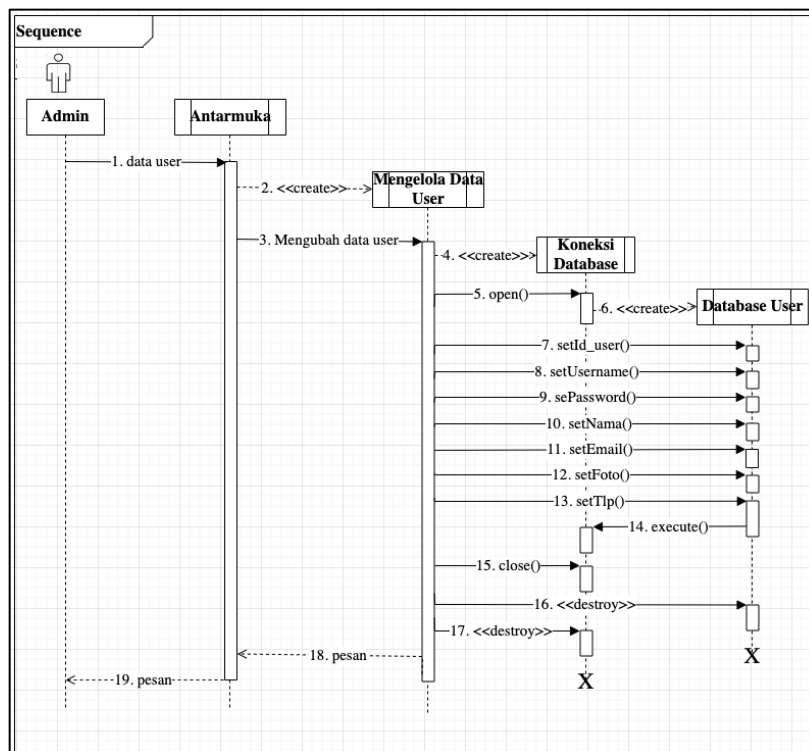 Sequence
Admin
Antarmuka
1. data user
2. <<create>>
Mengelola Data
User
3. Mengubah data user
4. <<create>>
Koneksi
Database
5. open()
6. <<create>>
Database User
7. setId_user()
8. setUsername()
9. sePassword()
10. setNama()
11. setEmail()
12. setFoto()
13. setTlp()
14. execute()
15. close()
16. <<destroy>>
17. <<destroy>>
18. pesan
19. pesan
X
X